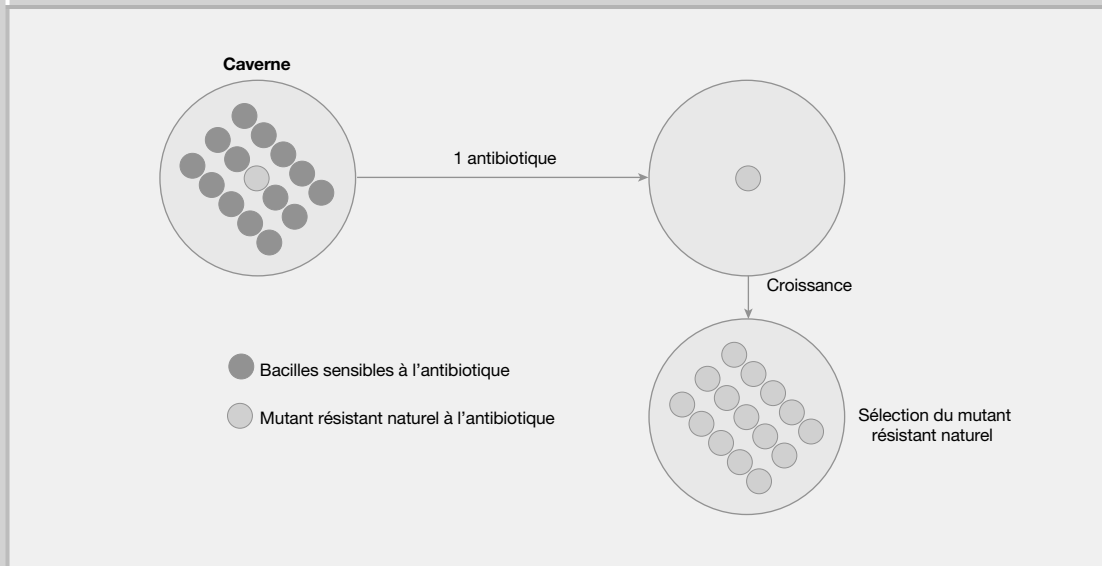 Caverne
1 antibiotique
Croissance
Bacilles sensibles à l’antibiotique
Mutant résistant naturel à l’antibiotique
Sélection du mutant
résistant naturel